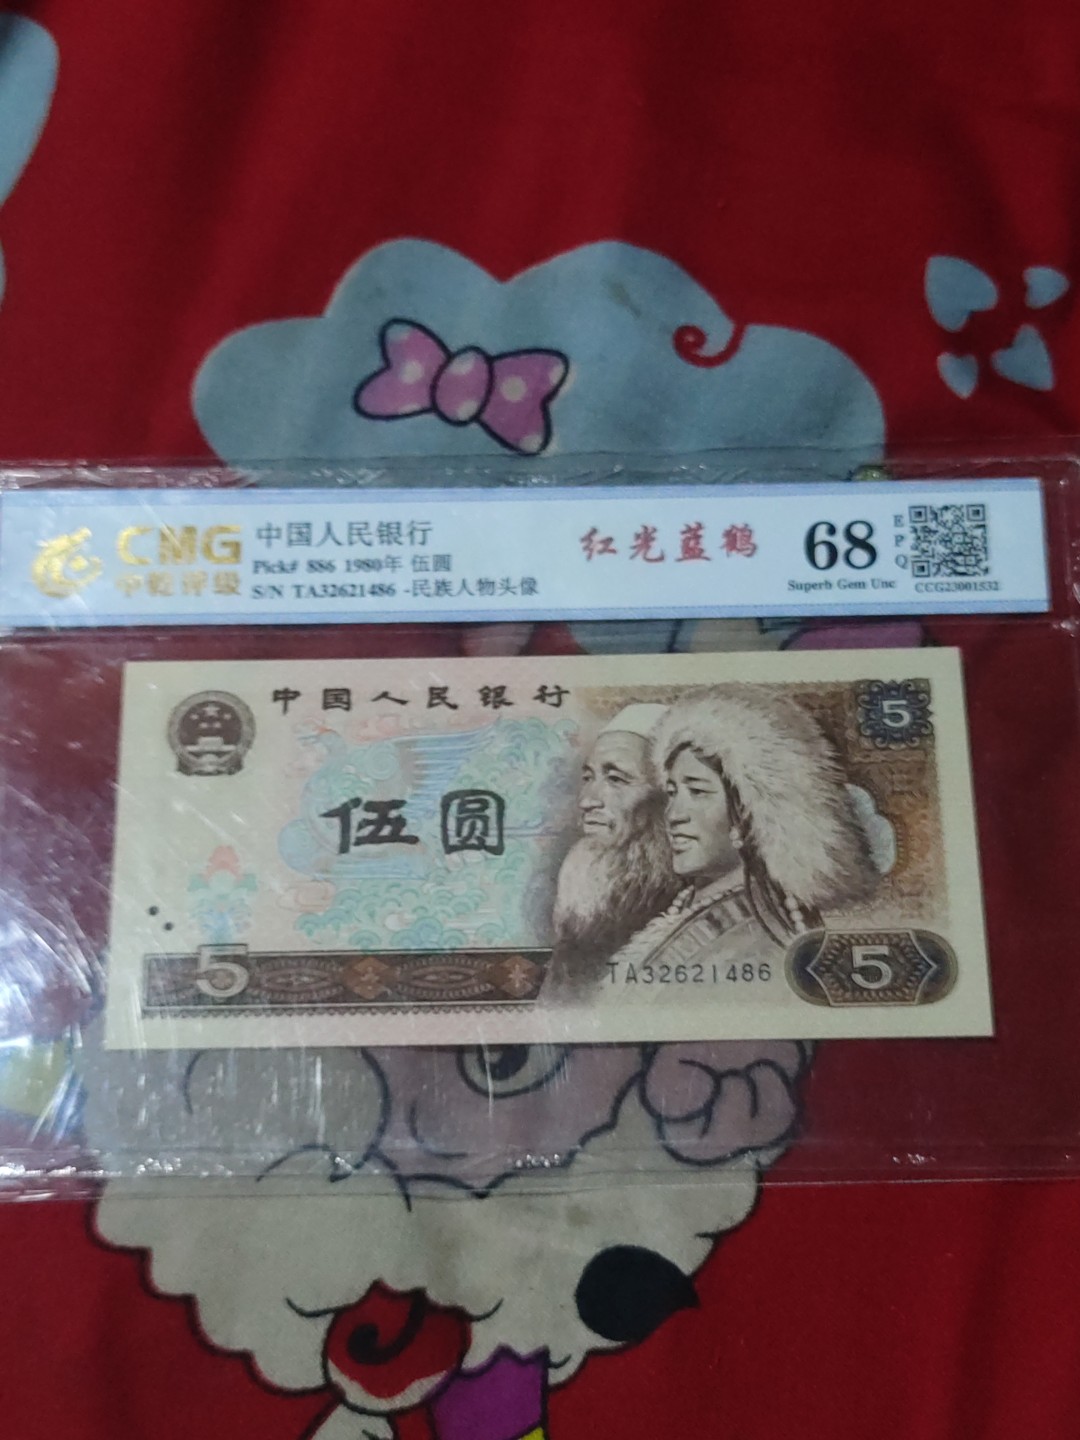 CMG
中乾评级
中国人民银行
Pick# 886 1980年 伍圆
S/N TA32621486 -民族人物头像
红光蓝鹤
68
EPQ
Superb Gem Unc
CCG23001532
中国人民银行
5
伍圆
5
TA32621486
5